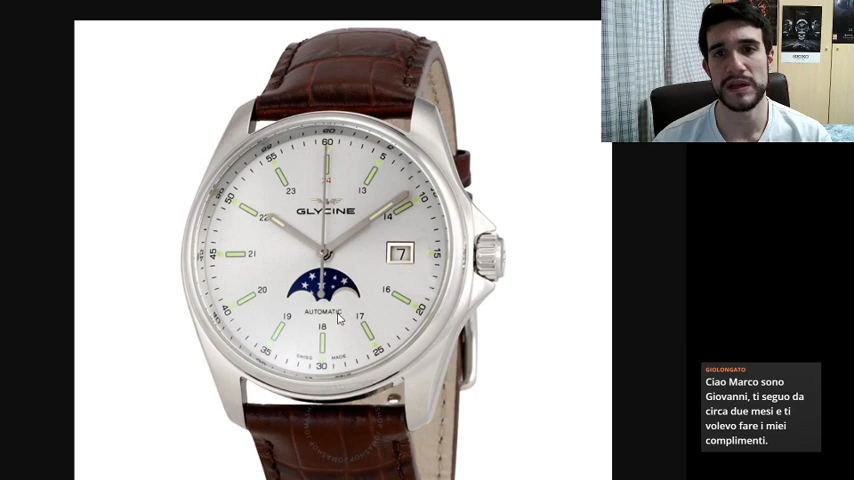 60
55
5
24
23
13
50
10
GLYCINE
22
14
45
21
7
15
20
16
40
20
AUTOMATIC
19
17
18
35
SWISS
MADE
25
30
SEIKO
GIOLONGATO
Ciao Marco sono
Giovanni, ti seguo da
circa due mesi e ti
volevo fare i miei
complimenti.